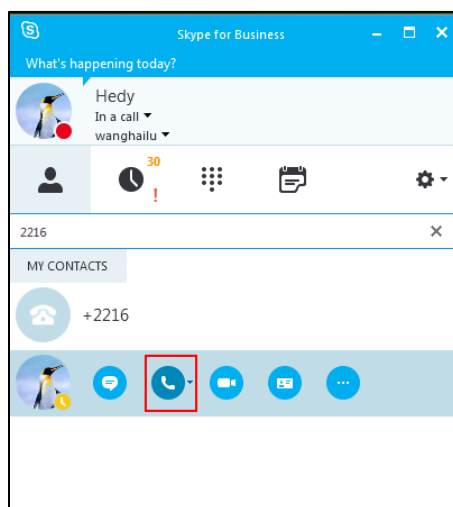 Skype for Business
What's happening today?
Hedy
In a call
wanghailu
30
!
2216
MY CONTACTS
+2216